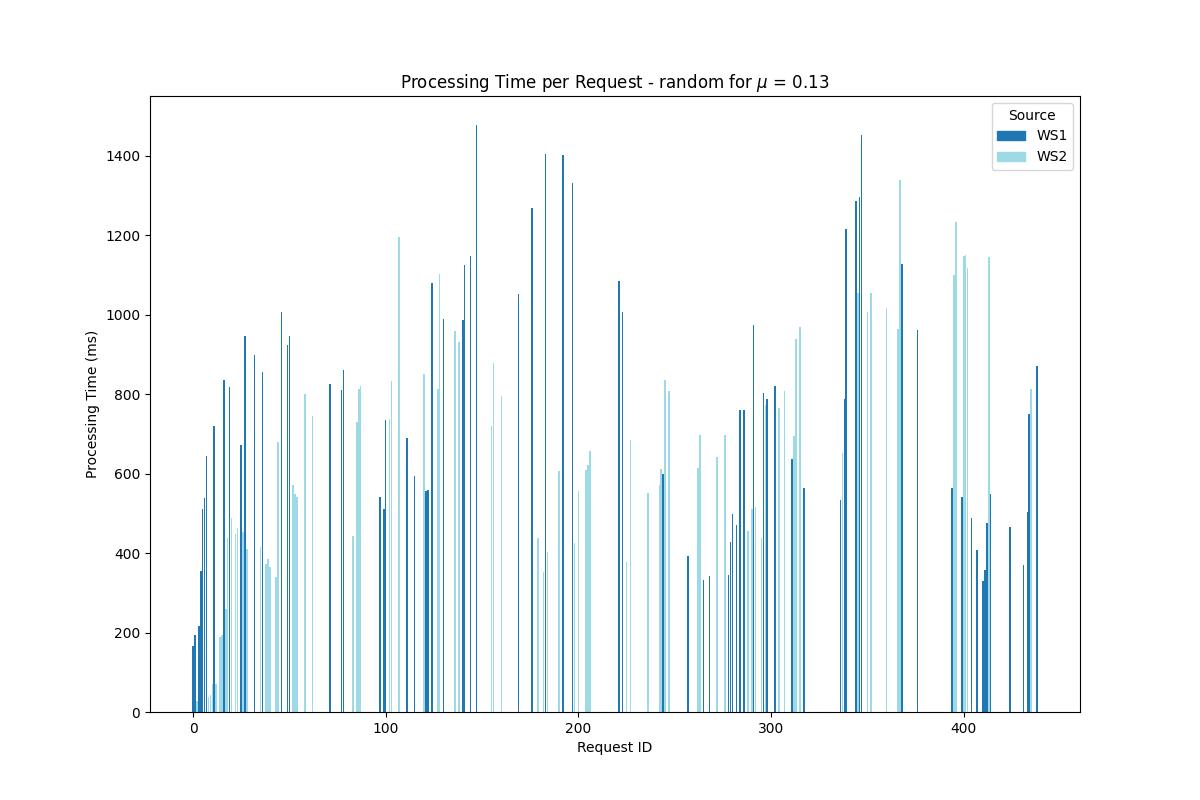 Processing Time per Request - random for μ = 0.13
Source
WS1
WS2
Processing Time (ms)
1400
1200
1000
800
600
400
200
0
0 100 200 300 400
Request ID